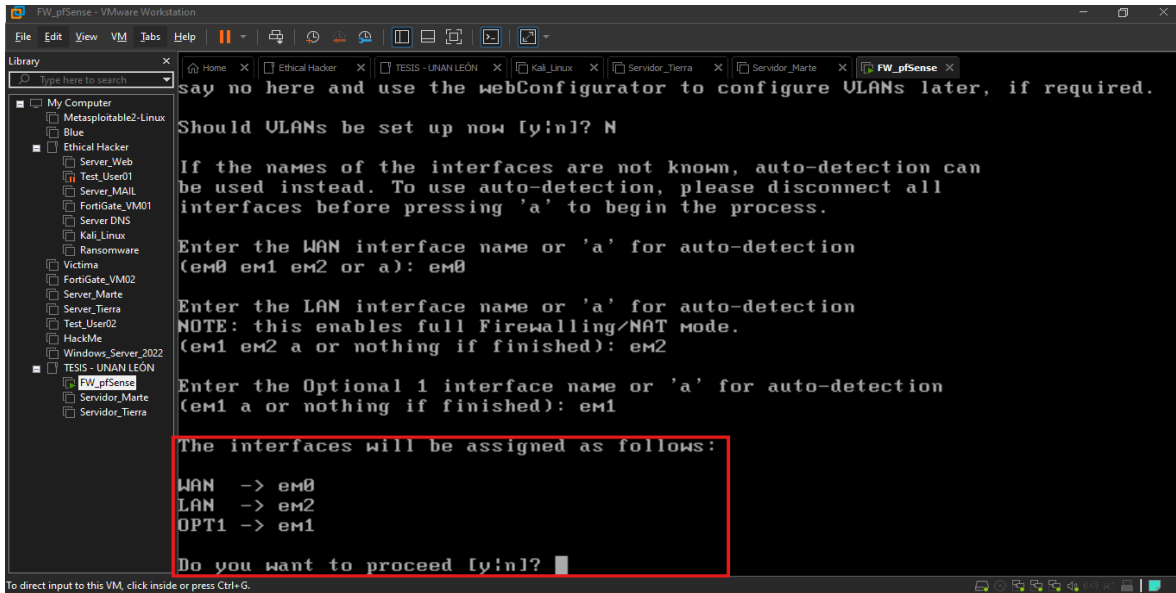 FW_pfSense - VMware Workstation
File Edit View VM Tabs Help
Library
Type here to search
My Computer
Metasploitable2-Linux
Blue
Ethical Hacker
Server_Web
Test_User01
Server_MAIL
FortiGate_VM01
Server DNS
Kali_Linux
Ransomware
Victima
FortiGate_VM02
Server_Marte
Server_Tierra
Test_User02
HackMe
Windows_Server_2022
TESIS - UNAN LEÓN
FW_pfSense
Servidor_Marte
Servidor_Tierra
Home Ethical Hacker TESIS - UNAN LEÓN Kali_Linux Servidor_Tierra Servidor_Marte FW_pfSense
say no here and use the webConfigurator to configure VLANs later, if required.
Should VLANs be set up now [y|n]? N
If the names of the interfaces are not known, auto-detection can
be used instead. To use auto-detection, please disconnect all
interfaces before pressing 'a' to begin the process.
Enter the WAN interface name or 'a' for auto-detection
(em0 em1 em2 or a): em0
Enter the LAN interface name or 'a' for auto-detection
NOTE: this enables full Firewalling/NAT mode.
(em1 em2 a or nothing if finished): em2
Enter the Optional 1 interface name or 'a' for auto-detection
(em1 a or nothing if finished): em1
The interfaces will be assigned as follows:
WAN -> em0
LAN -> em2
OPT1 -> em1
Do you want to proceed [y|n]?
To direct input to this VM, click inside or press Ctrl+G.